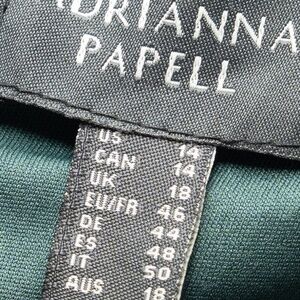 ADRIANNA
PAPELL
US 14
CAN 14
UK 18
EU/FR 46
DE 44
ES 48
IT 50
AUS 18